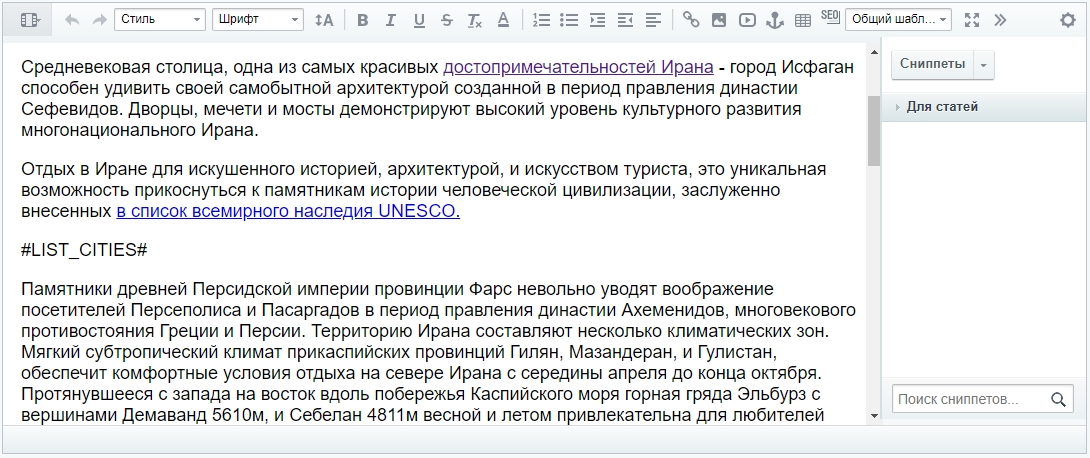 Стиль Шрифт SEO Общий шабл...
Средневековая столица, одна из самых красивых достопримечательностей Ирана - город Исфаган
способен удивить своей самобытной архитектурой созданной в период правления династии
Сефевидов. Дворцы, мечети и мосты демонстрируют высокий уровень культурного развития
многонационального Ирана.
Отдых в Иране для искушенного историей, архитектурой, и искусством туриста, это уникальная
возможность прикоснуться к памятникам истории человеческой цивилизации, заслуженно
внесенных в список всемирного наследия UNESCO.
#LIST_CITIES#
Памятники древней Персидской империи провинции Фарс невольно уводят воображение
посетителей Персеполиса и Пасаргадов в период правления династии Ахеменидов, многовекового
противостояния Греции и Персии. Территорию Ирана составляют несколько климатических зон.
Мягкий субтропический климат прикаспийских провинций Гилян, Мазандеран, и Гулистан,
обеспечит комфортные условия отдыха на севере Ирана с середины апреля до конца октября.
Протянувшееся с запада на восток вдоль побережья Каспийского моря горная гряда Эльбурз с
вершинами Демаванд 5610м, и Себелан 4811м весной и летом привлекательна для любителей
Сниппеты
Для статей
Поиск сниппетов...